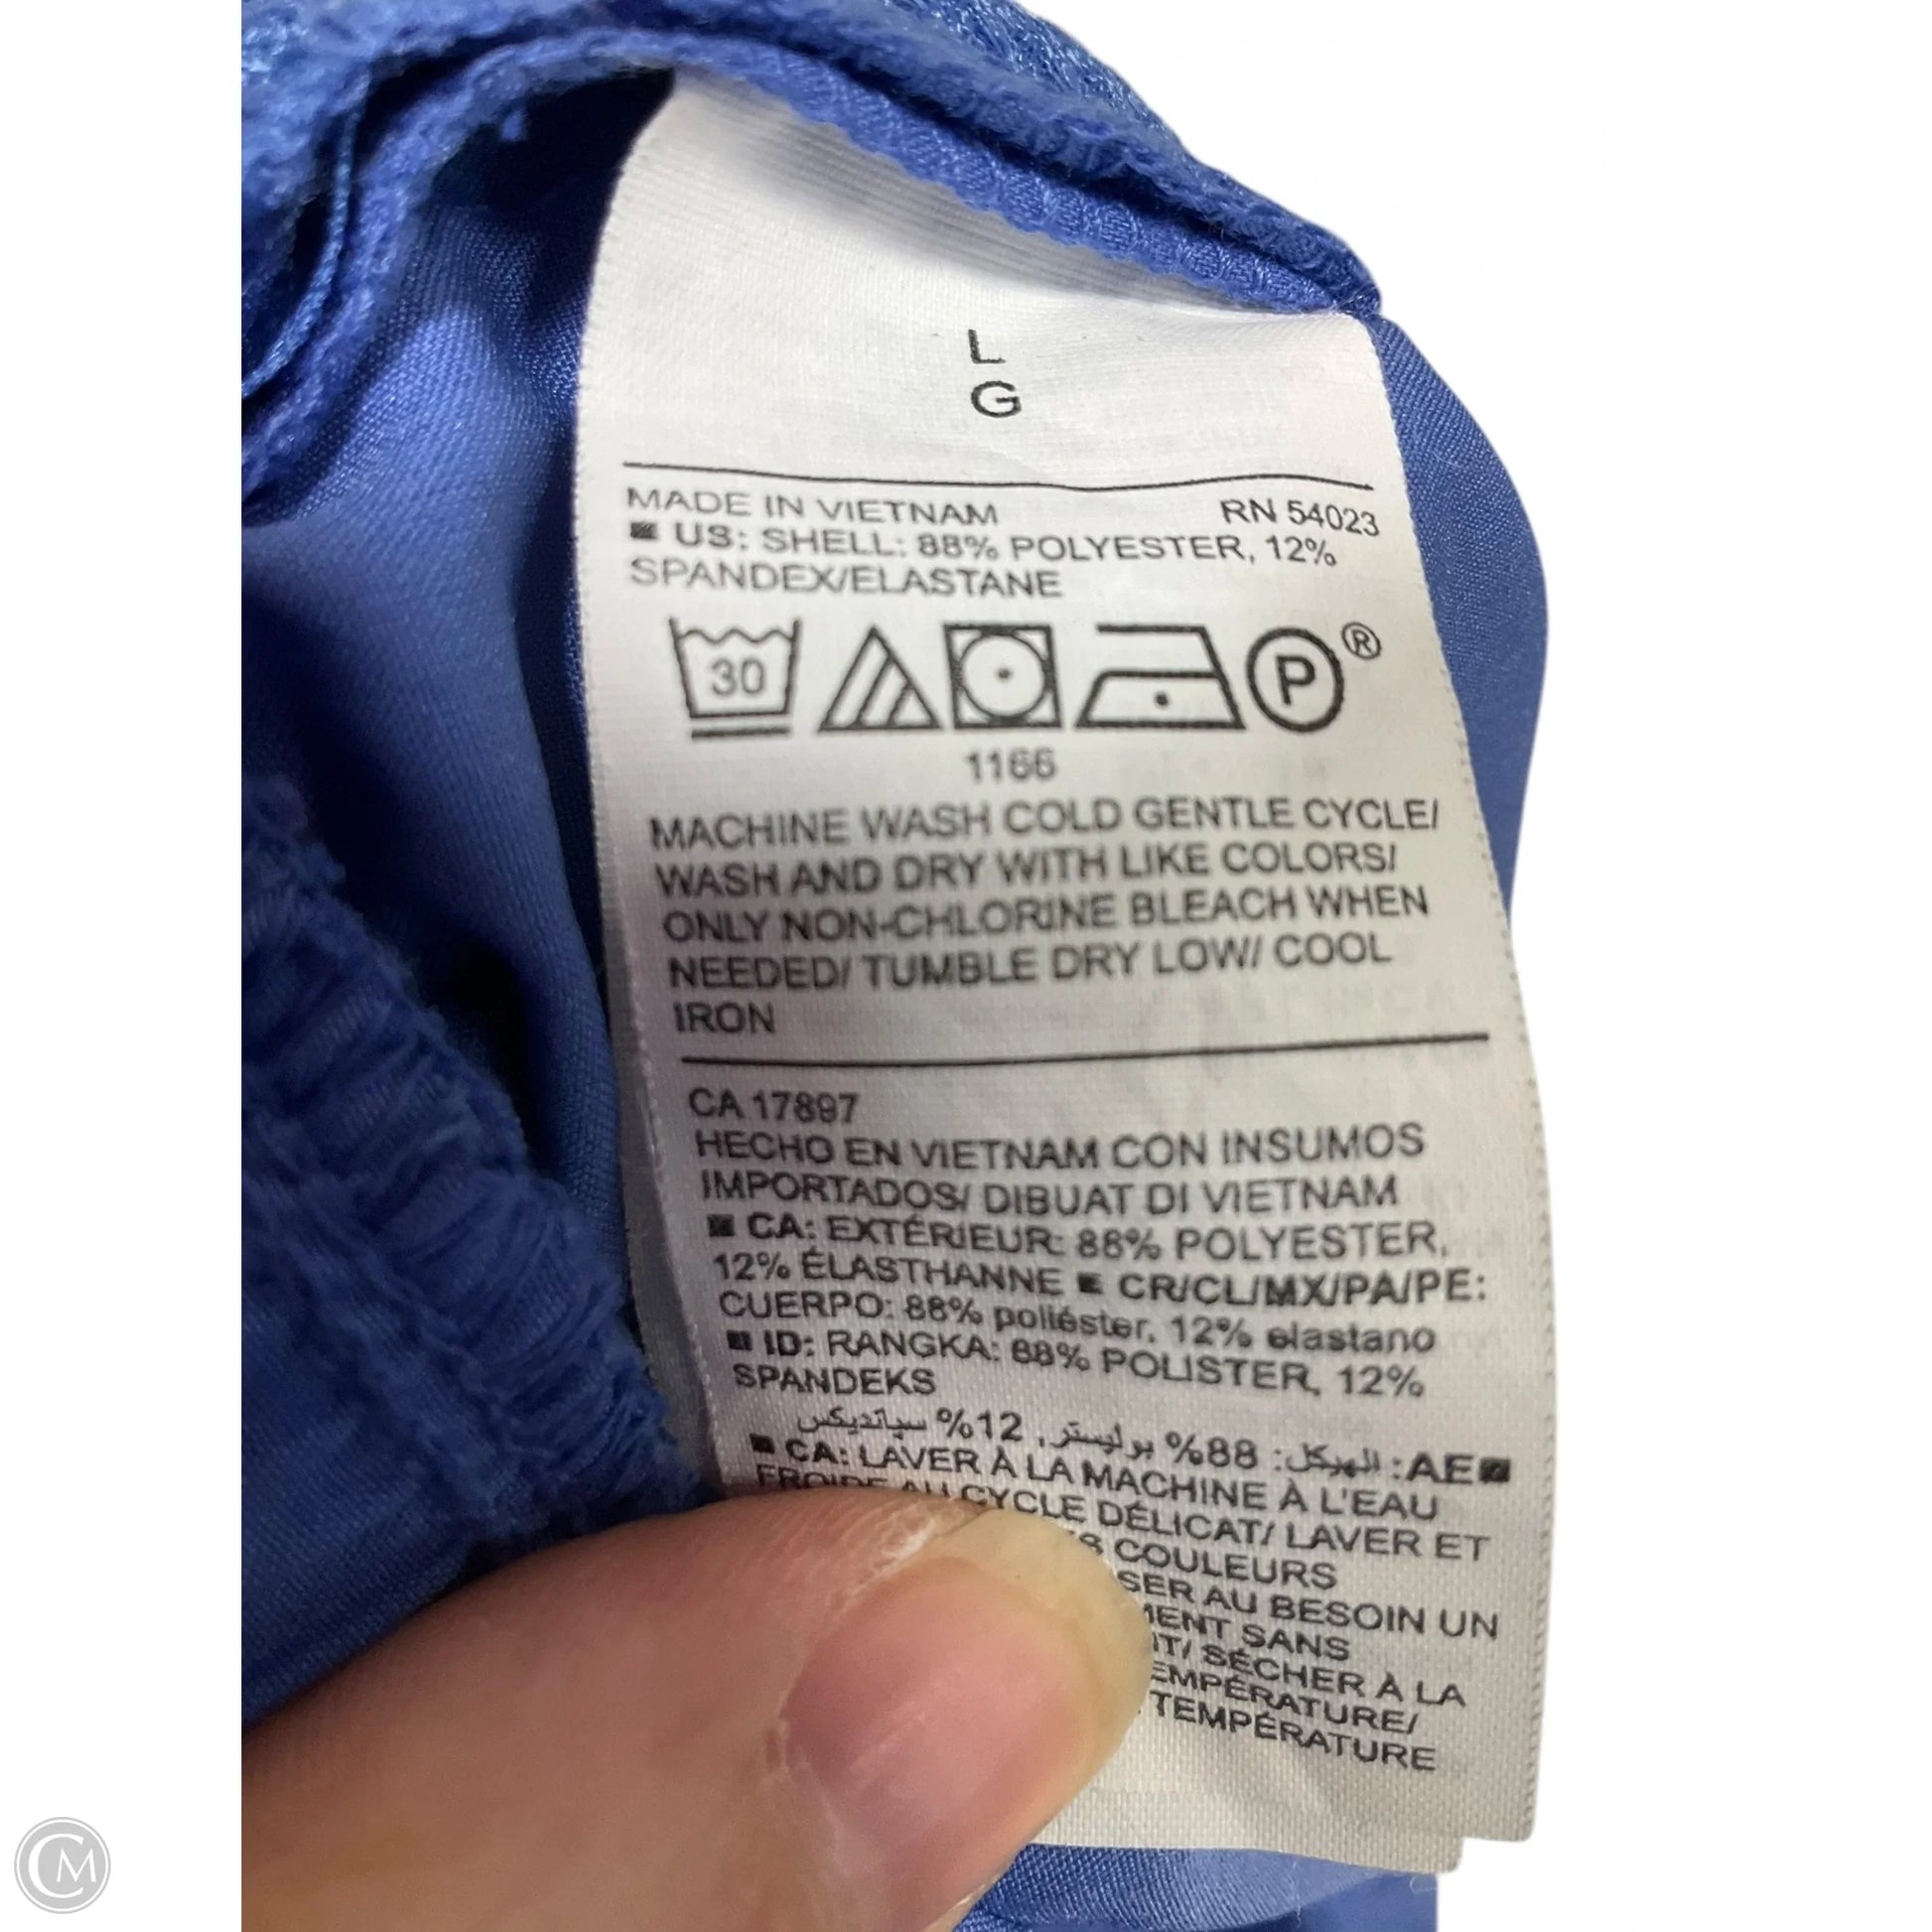 L
G
MADE IN VIETNAM RN 54023
US: SHELL: 88% POLYESTER, 12%
SPANDEX/ELASTANE
30 P®
1166
MACHINE WASH COLD GENTLE CYCLE/
WASH AND DRY WITH LIKE COLORS/
ONLY NON-CHLORINE BLEACH WHEN
NEEDED/ TUMBLE DRY LOW/ COOL
IRON
CA 17897
HECHO EN VIETNAM CON INSUMOS
IMPORTADOS/ DIBUAT DI VIETNAM
CA: EXTÉRIEUR: 88% POLYESTER,
12% ÉLASTHANNE CR/CL/MX/PA/PE:
CUERPO: 88% poliéster, 12% elastano
ID: RANGKA: 88% POLISTER, 12%
SPANDEKS
AE: الهيكل: 88% بوليستر, 12% سباندیكس
CA: LAVER À LA MACHINE À L'EAU
FROIDE AU CYCLE DÉLICAT/ LAVER ET
COULEURS
AU BESOIN UN
SANS
SÉCHER À LA
TEMPÉRATURE/
TEMPÉRATURE
CM